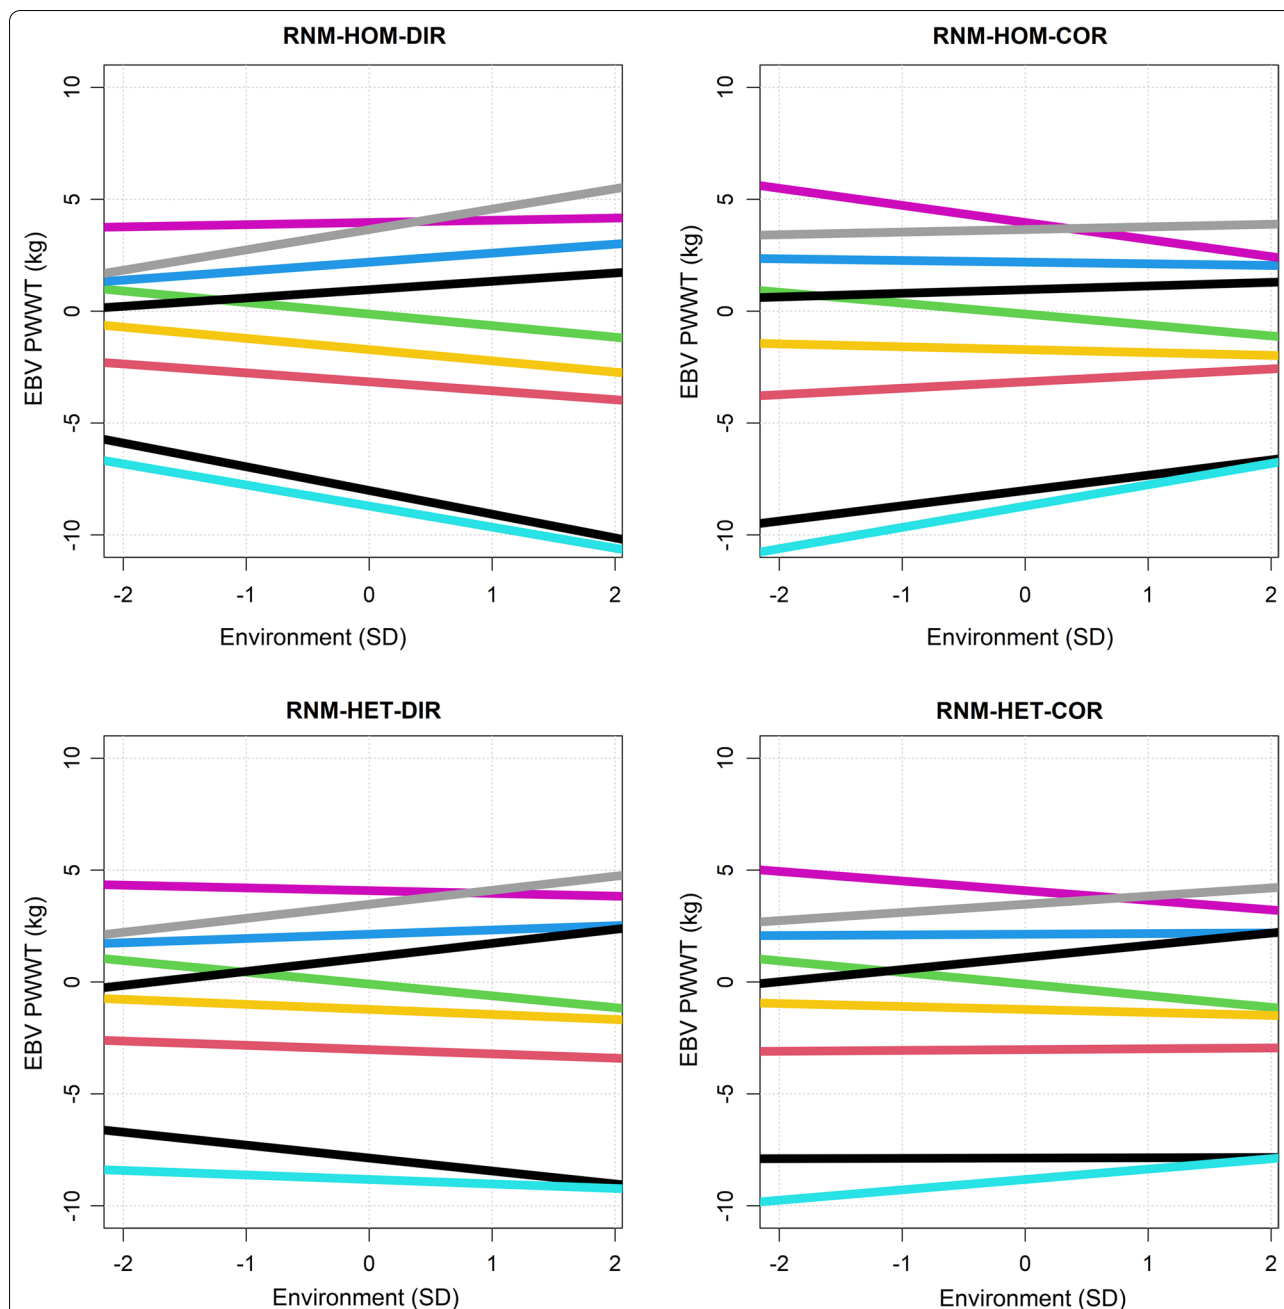 RNM-HOM-DIR
EBV PWWT (kg)
10
5
0
-5
-10
-2 -1 0 1 2
Environment (SD)
RNM-HOM-COR
EBV PWWT (kg)
10
5
0
-5
-10
-2 -1 0 1 2
Environment (SD)
RNM-HET-DIR
EBV PWWT (kg)
10
5
0
-5
-10
-2 -1 0 1 2
Environment (SD)
RNM-HET-COR
EBV PWWT (kg)
10
5
0
-5
-10
-2 -1 0 1 2
Environment (SD)